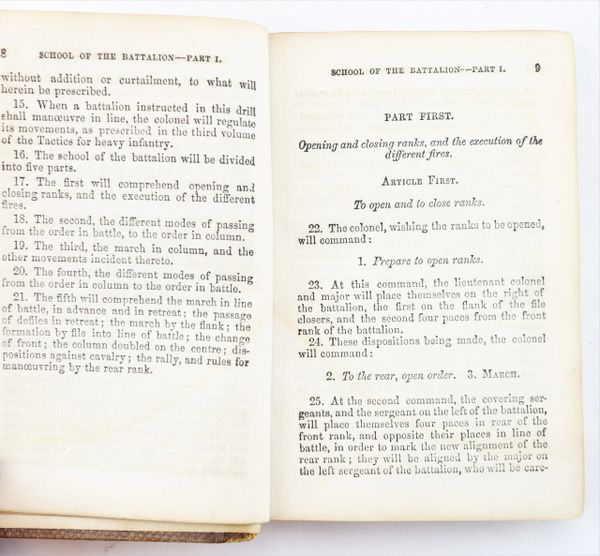 8 SCHOOL OF THE BATTALION—PART I.
without addition or curtailment, to what will
herein be prescribed.
15. When a battalion instructed in this drill
shall manœuvre in line, the colonel will regulate
its movements, as prescribed in the third volume
of the Tactics for heavy infantry.
16. The school of the battalion will be divided
into five parts.
17. The first will comprehend opening and
closing ranks, and the execution of the different
fires.
18. The second, the different modes of passing
from the order in battle, to the order in column.
19. The third, the march in column, and the
other movements incident thereto.
20. The fourth, the different modes of passing
from the order in column to the order in battle.
21. The fifth will comprehend the march in line
of battle, in advance and in retreat; the passage
of defiles in retreat; the march by the flank; the
formation by file into line of battle; the change
of front; the column doubled on the centre; dis-
positions against cavalry; the rally, and rules for
manœuvring by the rear rank.
SCHOOL OF THE BATTALION—PART I. 9
PART FIRST.
Opening and closing ranks, and the execution of the
different fires.
ARTICLE FIRST.
To open and to close ranks.
22. The colonel, wishing the ranks to be opened,
will command:
1. Prepare to open ranks.
23. At this command, the lieutenant colonel
and major will place themselves on the right of
the battalion, the first on the flank of the file
closers, and the second four paces from the front
rank of the battalion.
24. These dispositions being made, the colonel
will command:
2. To the rear, open order. 3. MARCH.
25. At the second command, the covering ser-
geants, and the sergeant on the left of the battalion,
will place themselves four paces in rear of the
front rank, and opposite their places in line of
battle, in order to mark the new alignment of the
rear rank; they will be aligned by the major on
the left sergeant of the battalion, who will be care-